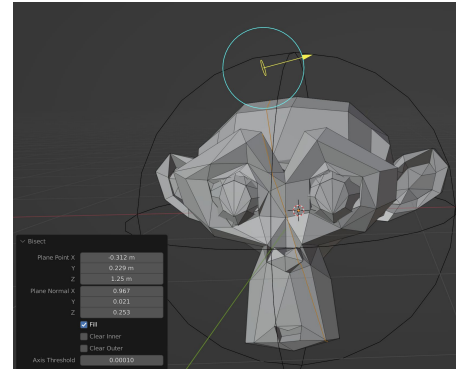 Bisect
Plane Point X -0.312 m
Y 0.229 m
Z 1.25 m
Plane Normal X 0.967
Y 0.021
Z 0.253
Fill
Clear Inner
Clear Outer
Axis Threshold 0.00010